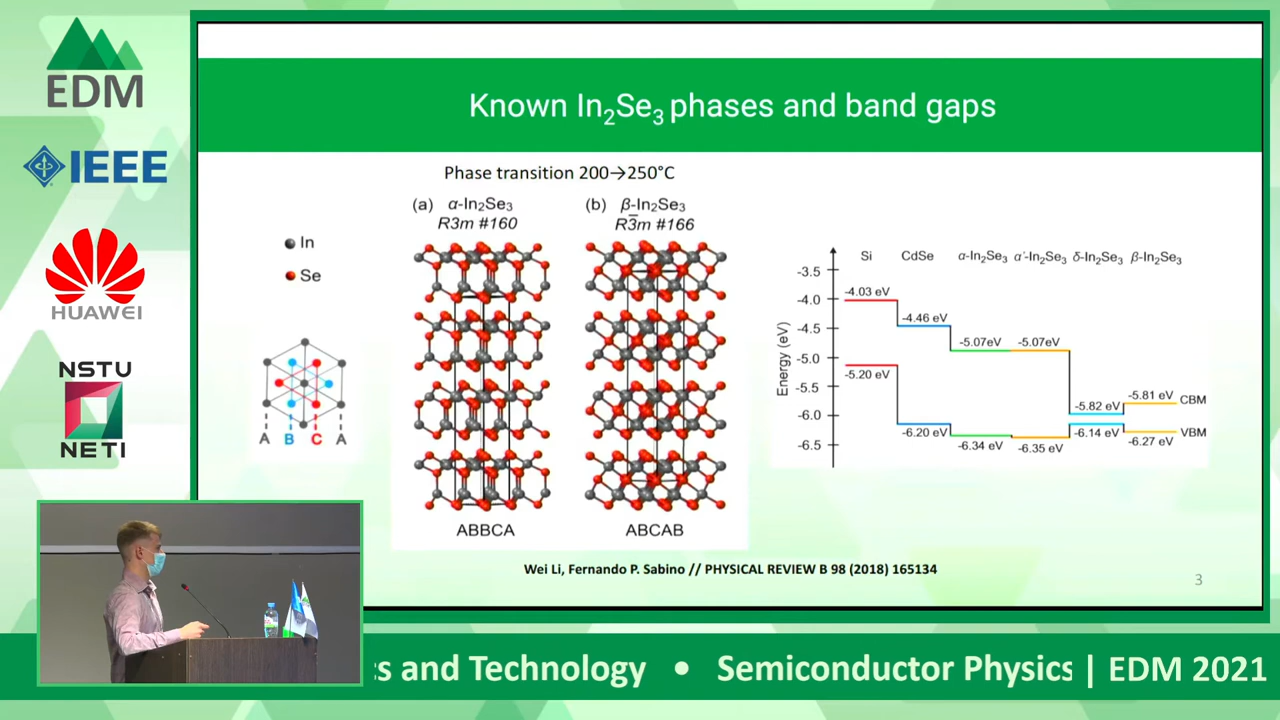 EDM
IEEE
HUAWEI
NSTU
NETI
Known In₂Se₃ phases and band gaps
Phase transition 200→250°C
(a) α-In₂Se₃
R3m #160
(b) β-In₂Se₃
R3̅m #166
In
Se
A B C A
ABBCA
ABCAB
Si CdSe α-In₂Se₃ α'-In₂Se₃ δ-In₂Se₃ β-In₂Se₃
Energy (eV)
-3.5
-4.0
-4.5
-5.0
-5.5
-6.0
-6.5
-4.03 eV
-4.46 eV
-5.07eV
-5.07eV
-5.82 eV
-5.81 eV CBM
-5.20 eV
-6.20 eV
-6.34 eV
-6.35 eV
-6.14 eV
-6.27 eV VBM
Wei Li, Fernando P. Sabino // PHYSICAL REVIEW B 98 (2018) 165134
3
s and Technology • Semiconductor Physics | EDM 2021